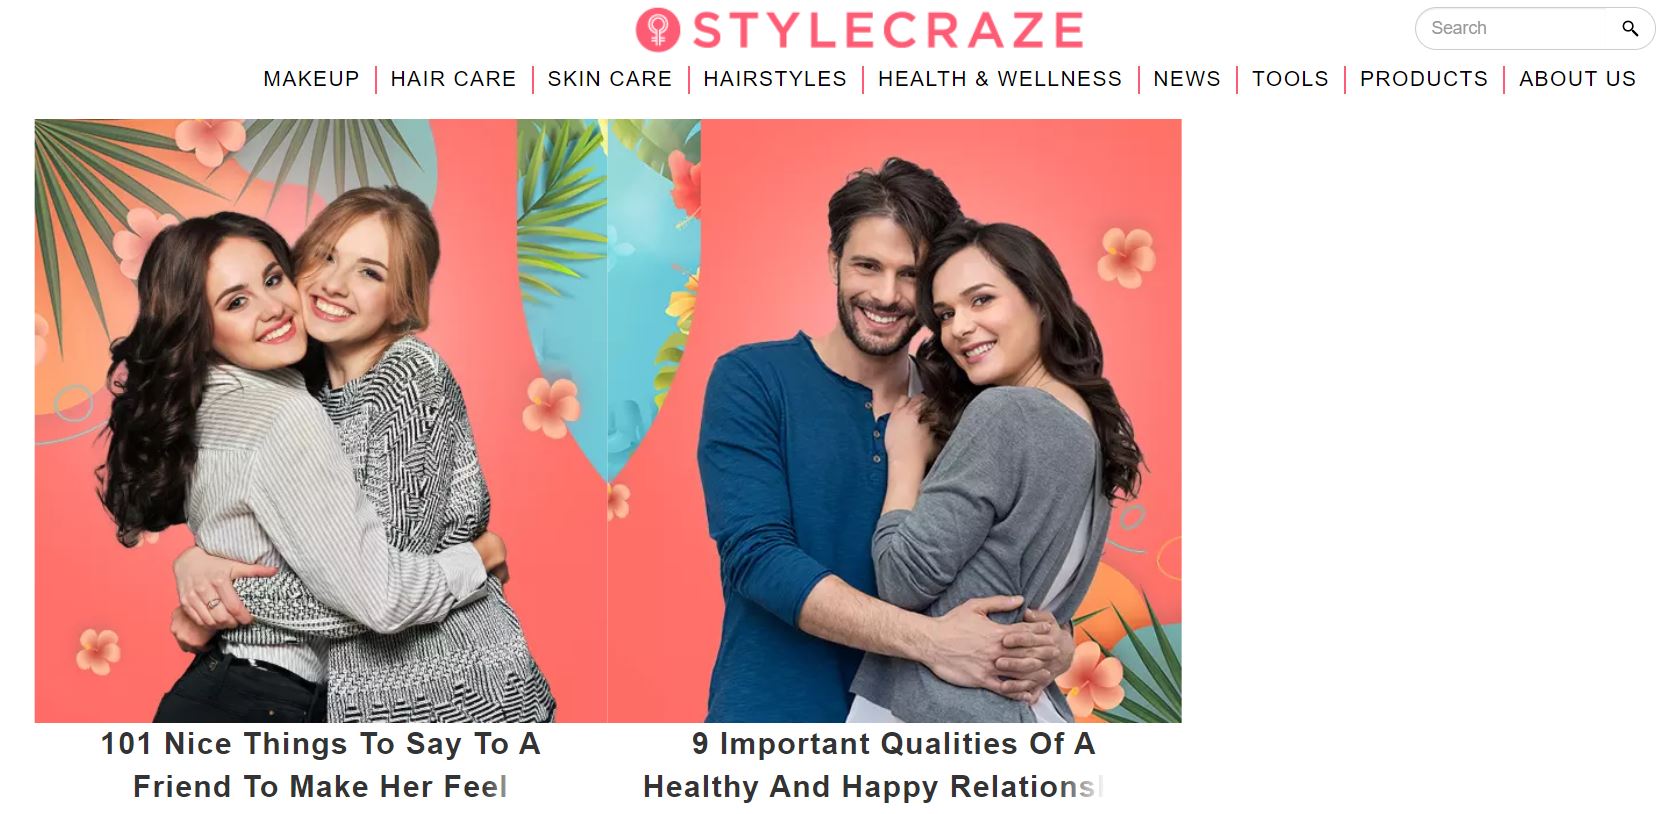 STYLECRAZE
Search
MAKEUP | HAIR CARE | SKIN CARE | HAIRSTYLES | HEALTH & WELLNESS | NEWS | TOOLS | PRODUCTS | ABOUT US
101 Nice Things To Say To A
Friend To Make Her Feel
9 Important Qualities Of A
Healthy And Happy Relations